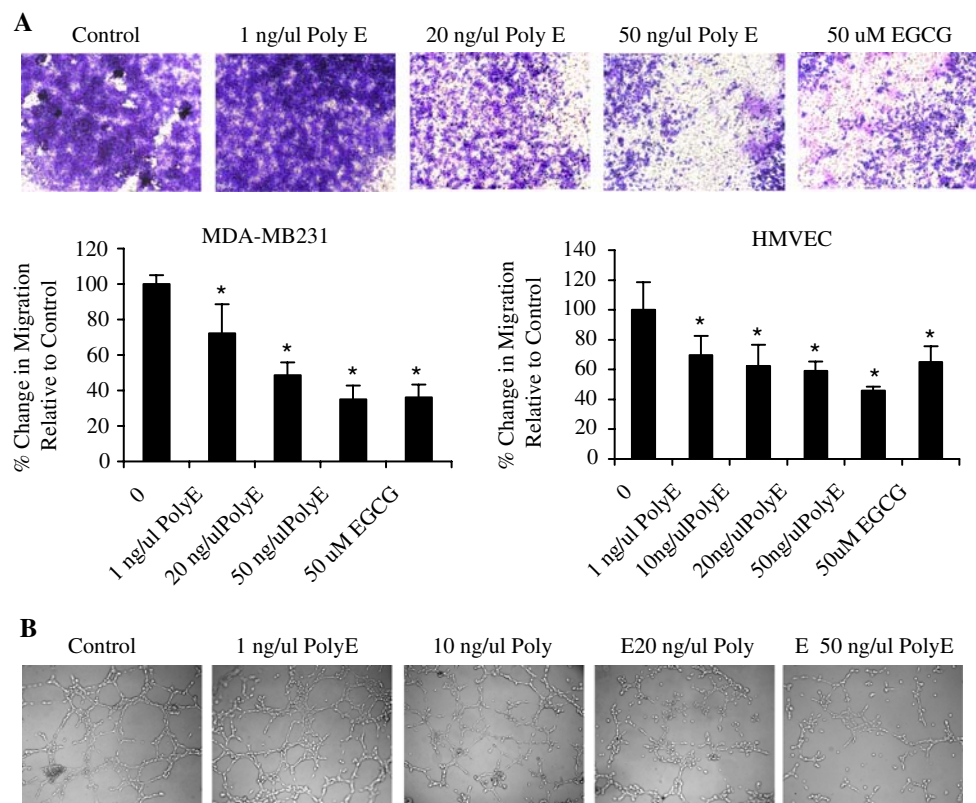 A
Control 1 ng/ul Poly E 20 ng/ul Poly E 50 ng/ul Poly E 50 uM EGCG
MDA-MB231
% Change in Migration
Relative to Control
120
100
80
60
40
20
0
* * * *
0
1 ng/ul PolyE
20 ng/ulPolyE
50 ng/ulPolyE
50 uM EGCG
HMVEC
% Change in Migration
Relative to Control
140
120
100
80
60
40
20
0
* * * * *
0
1 ng/ul PolyE
10ng/ulPolyE
20ng/ulPolyE
50ng/ulPolyE
50uM EGCG
B
Control 1 ng/ul PolyE 10 ng/ul Poly E20 ng/ul Poly E 50 ng/ul PolyE